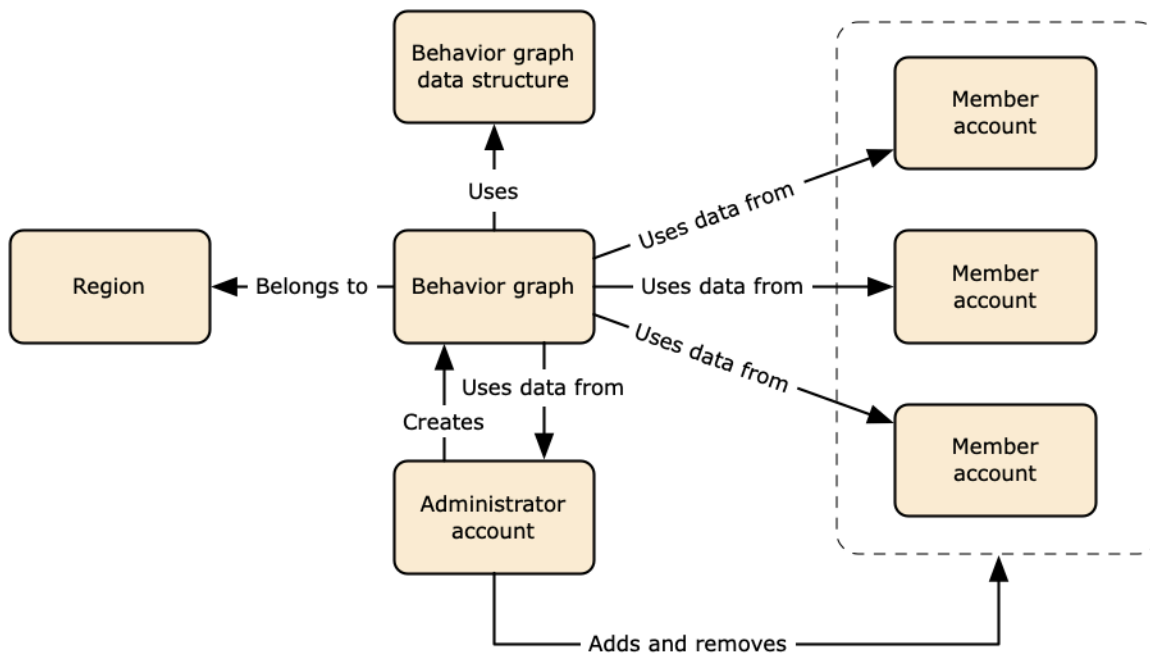 Behavior graph
data structure
Member
account
Uses
Uses data from
Region
Belongs to
Behavior graph
Uses data from
Member
account
Uses data from
Uses data from
Creates
Member
account
Administrator
account
Adds and removes